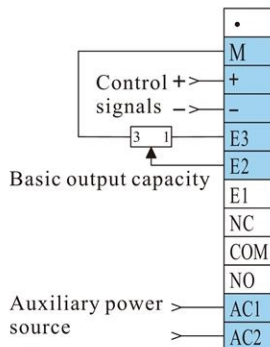 •
M
Control + +
signals − −
3 1 E3
E2
Basic output capacity
E1
NC
COM
NO
Auxiliary power AC1
source AC2